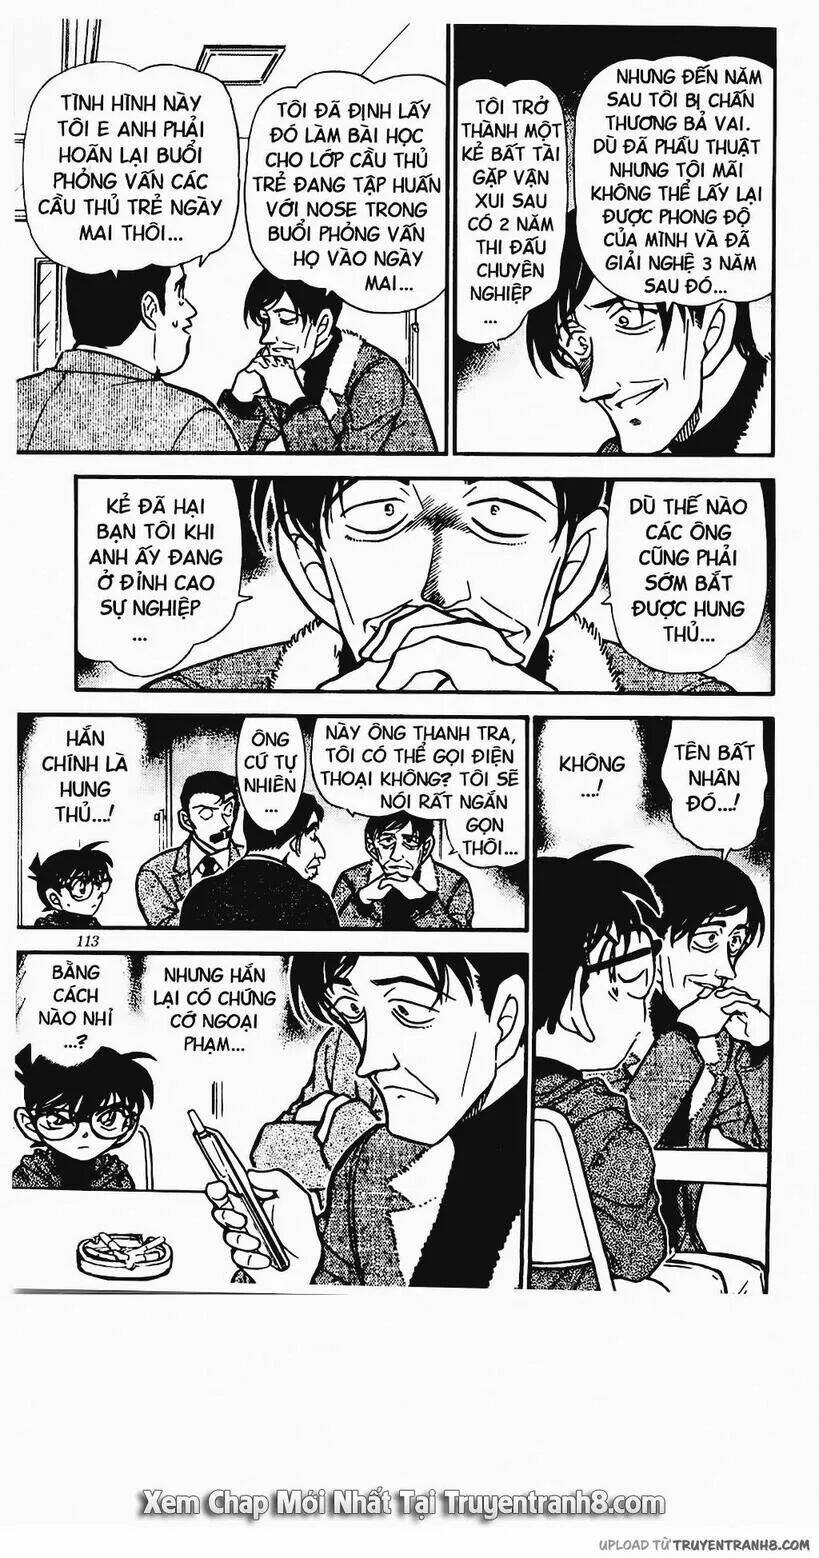 NHƯNG ĐẾN NĂM
SAU TÔI BỊ CHẤN
THƯƠNG BẢ VAI.
DÙ ĐÃ PHẪU THUẬT
NHƯNG TÔI MÃI
KHÔNG THỂ LẤY LẠI
ĐƯỢC PHONG ĐỘ
CỦA MÌNH VÀ ĐÃ
GIẢI NGHỆ 3 NĂM
SAU ĐÓ...
TÔI TRỞ
THÀNH MỘT
KẺ BẤT TÀI
GẶP VẬN
XUI SAU
CÓ 2 NĂM
THI ĐẤU
CHUYÊN
NGHIỆP
...
TÔI ĐÃ ĐỊNH LẤY
ĐÓ LÀM BÀI HỌC
CHO LỚP CẦU THỦ
TRẺ ĐANG TẬP HUẤN
VỚI NOSE TRONG
BUỔI PHỎNG VẤN
HỌ VÀO NGÀY
MAI...
TÌNH HÌNH NÀY
TÔI E ANH PHẢI
HOÃN LẠI BUỔI
PHỎNG VẤN CÁC
CẦU THỦ TRẺ NGÀY
MAI THÔI...
DÙ THẾ NÀO
CÁC ÔNG
CŨNG PHẢI
SỚM BẮT
ĐƯỢC HUNG
THỦ...
KẺ ĐÃ HẠI
BẠN TÔI KHI
ANH ẤY ĐANG
Ở ĐỈNH CAO
SỰ NGHIỆP
...
TÊN BẤT
NHÂN
ĐÓ...!
KHÔNG
...!
NÀY ÔNG THANH TRA,
TÔI CÓ THỂ GỌI ĐIỆN
THOẠI KHÔNG? TÔI SẼ
NÓI RẤT NGẮN
GỌN
THÔI...
ÔNG
CỨ TỰ
NHIÊN
...
HẮN
CHÍNH LÀ
HUNG
THỦ...!
113
NHƯNG HẮN
LẠI CÓ CHỨNG
CỚ NGOẠI
PHẠM...
BẰNG
CÁCH
NÀO NHỈ
...?
Xem Chap Mới Nhất Tại Truyentranh8.com
UPLOAD TỪ TRUYENTRANH8.COM